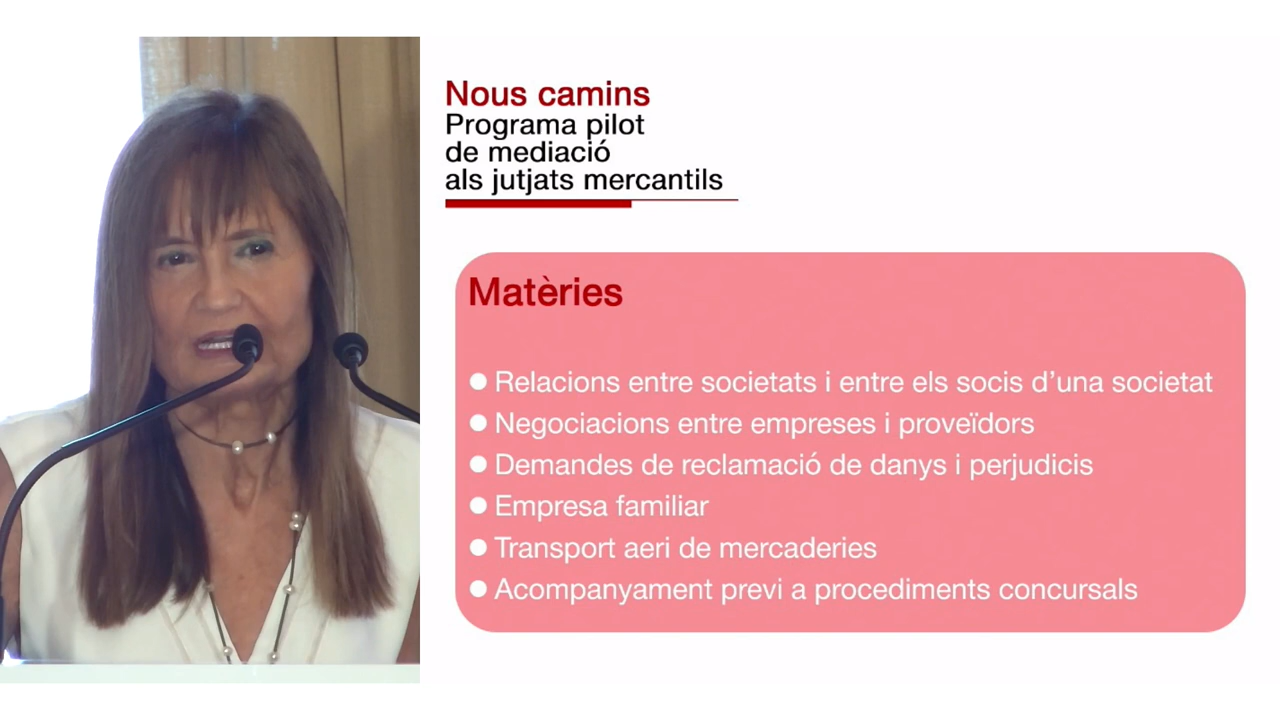 Nous camins
Programa pilot
de mediació
als jutjats mercantils
Matèries
● Relacions entre societats i entre els socis d’una societat
● Negociacions entre empreses i proveïdors
● Demandes de reclamació de danys i perjudicis
● Empresa familiar
● Transport aeri de mercaderies
● Acompanyament previ a procediments concursals